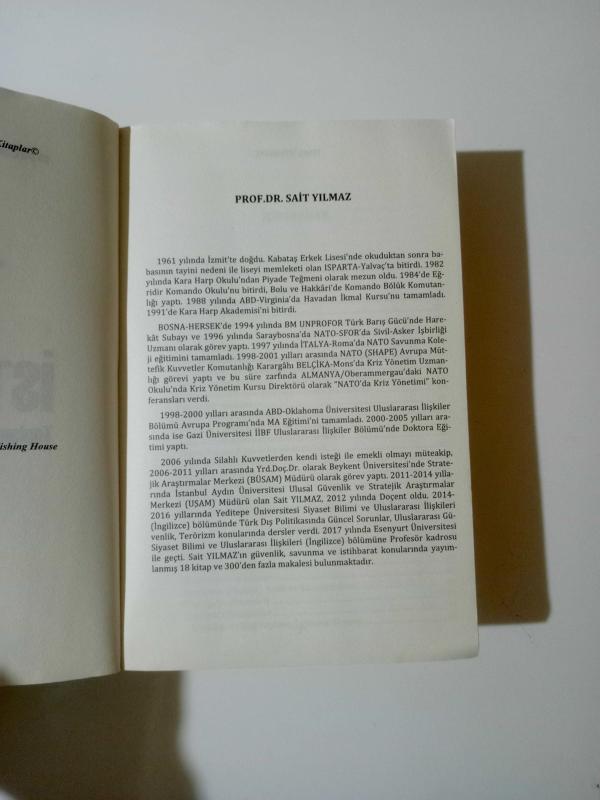 Kitaplar©
ishing House
PROF.DR. SAİT YILMAZ
1961 yılında İzmit'te doğdu. Kabataş Erkek Lisesi'nde okuduktan sonra ba-
basının tayini nedeni ile liseyi memleketi olan ISPARTA-Yalvaç'ta bitirdi. 1982
yılında Kara Harp Okulu'ndan Piyade Teğmeni olarak mezun oldu. 1984'de Eğ-
ridir Komando Okulu'nu bitirdi, Bolu ve Hakkâri'de Komando Bölük Komutan-
lığı yaptı. 1988 yılında ABD-Virginia'da Havadan İkmal Kursu'nu tamamladı.
1991'de Kara Harp Akademisi'ni bitirdi.
BOSNA-HERSEK'de 1994 yılında BM UNPROFOR Türk Barış Gücü'nde Hare-
kât Subayı ve 1996 yılında Saraybosna'da NATO-SFOR'da Sivil-Asker İşbirliği
Uzmanı olarak görev yaptı. 1997 yılında İTALYA-Roma'da NATO Savunma Kole-
ji eğitimini tamamladı. 1998-2001 yılları arasında NATO (SHAPE) Avrupa Müt-
tefik Kuvvetler Komutanlığı Karargâhı BELÇİKA-Mons'da Kriz Yönetim Uzman-
lığı görevi yaptı ve bu süre zarfında ALMANYA/Oberammergau'daki NATO
Okulu'nda Kriz Yönetim Kursu Direktörü olarak "NATO'da Kriz Yönetimi" kon-
feransları verdi.
1998-2000 yılları arasında ABD-Oklahoma Üniversitesi Uluslararası İlişkiler
Bölümü Avrupa Programı'nda MA Eğitimi'ni tamamladı. 2000-2005 yılları ara-
sında ise Gazi Üniversitesi İİBF Uluslararası İlişkiler Bölümü'nde Doktora Eği-
timi yaptı.
2006 yılında Silahlı Kuvvetlerden kendi isteği ile emekli olmayı müteakip,
2006-2011 yılları arasında Yrd.Doç.Dr. olarak Beykent Üniversitesi'nde Strate-
jik Araştırmalar Merkezi (BÜSAM) Müdürü olarak görev yaptı. 2011-2014 yılla-
rında İstanbul Aydın Üniversitesi Ulusal Güvenlik ve Stratejik Araştırmalar
Merkezi (USAM) Müdürü olan Sait YILMAZ, 2012 yılında Doçent oldu. 2014-
2016 yıllarında Yeditepe Üniversitesi Siyaset Bilimi ve Uluslararası İlişkileri
(İngilizce) bölümünde Türk Dış Politikasında Güncel Sorunlar, Uluslararası Gü-
venlik, Terörizm konularında dersler verdi. 2017 yılında Esenyurt Üniversitesi
Siyaset Bilimi ve Uluslararası İlişkileri (İngilizce) bölümüne Profesör kadrosu
ile geçti. Sait YILMAZ'ın güvenlik, savunma ve istihbarat konularında yayım-
lanmış 18 kitap ve 300'den fazla makalesi bulunmaktadır.